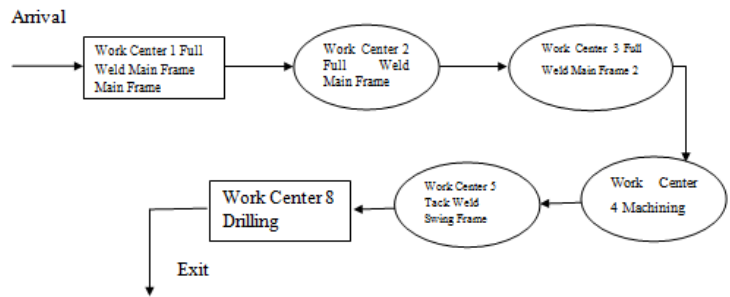 Arrival
Work Center 1 Full
Weld Main Frame
Main Frame
Work Center 2
Full Weld
Main Frame
Work Center 3 Full
Weld Main Frame 2
Work Center
4 Machining
Work Center 5
Tack Weld
Swing Frame
Work Center 8
Drilling
Exit